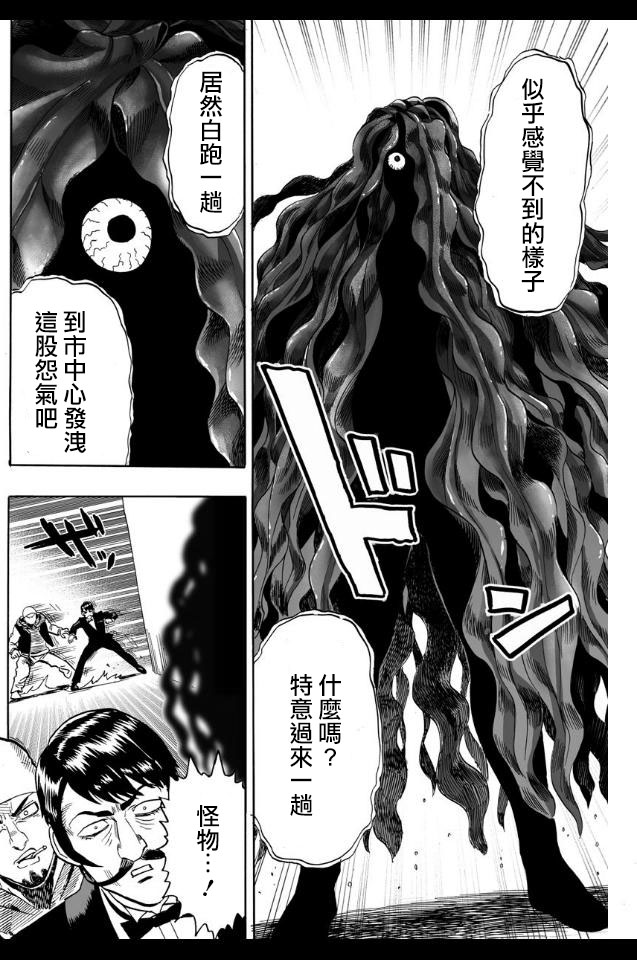 似乎感覺不到的樣子
ドン
什麼嗎？
特意過來一趟
居然白跑一趟
到市中心發洩
這股怨氣吧
ザッ
怪物…！